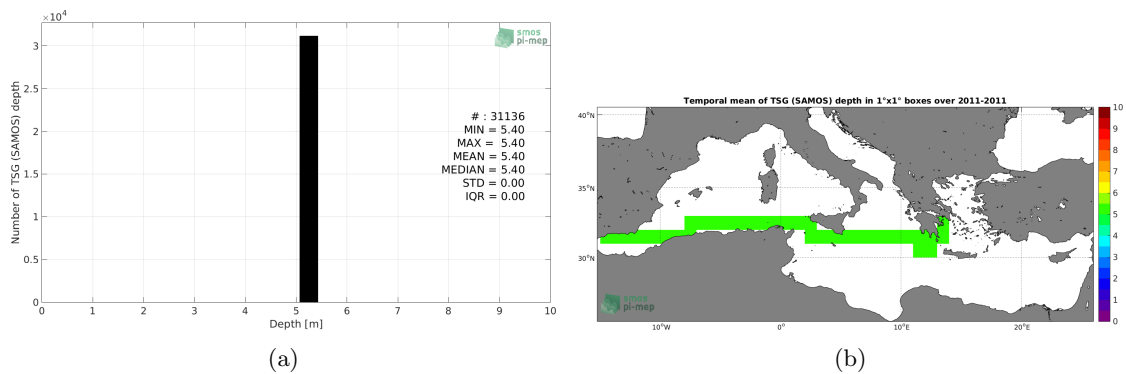 ×10⁴
smos
pi-mep
3
2.5
2
1.5
1
0.5
0
Number of TSG (SAMOS) depth
# : 31136
MIN = 5.40
MAX = 5.40
MEAN = 5.40
MEDIAN = 5.40
STD = 0.00
IQR = 0.00
0 1 2 3 4 5 6 7 8 9 10
Depth [m]
(a)
Temporal mean of TSG (SAMOS) depth in 1°x1° boxes over 2011-2011
40°N
35°N
30°N
smos
pi-mep
10°W 0° 10°E 20°E
10
9
8
7
6
5
4
3
2
1
0
(b)